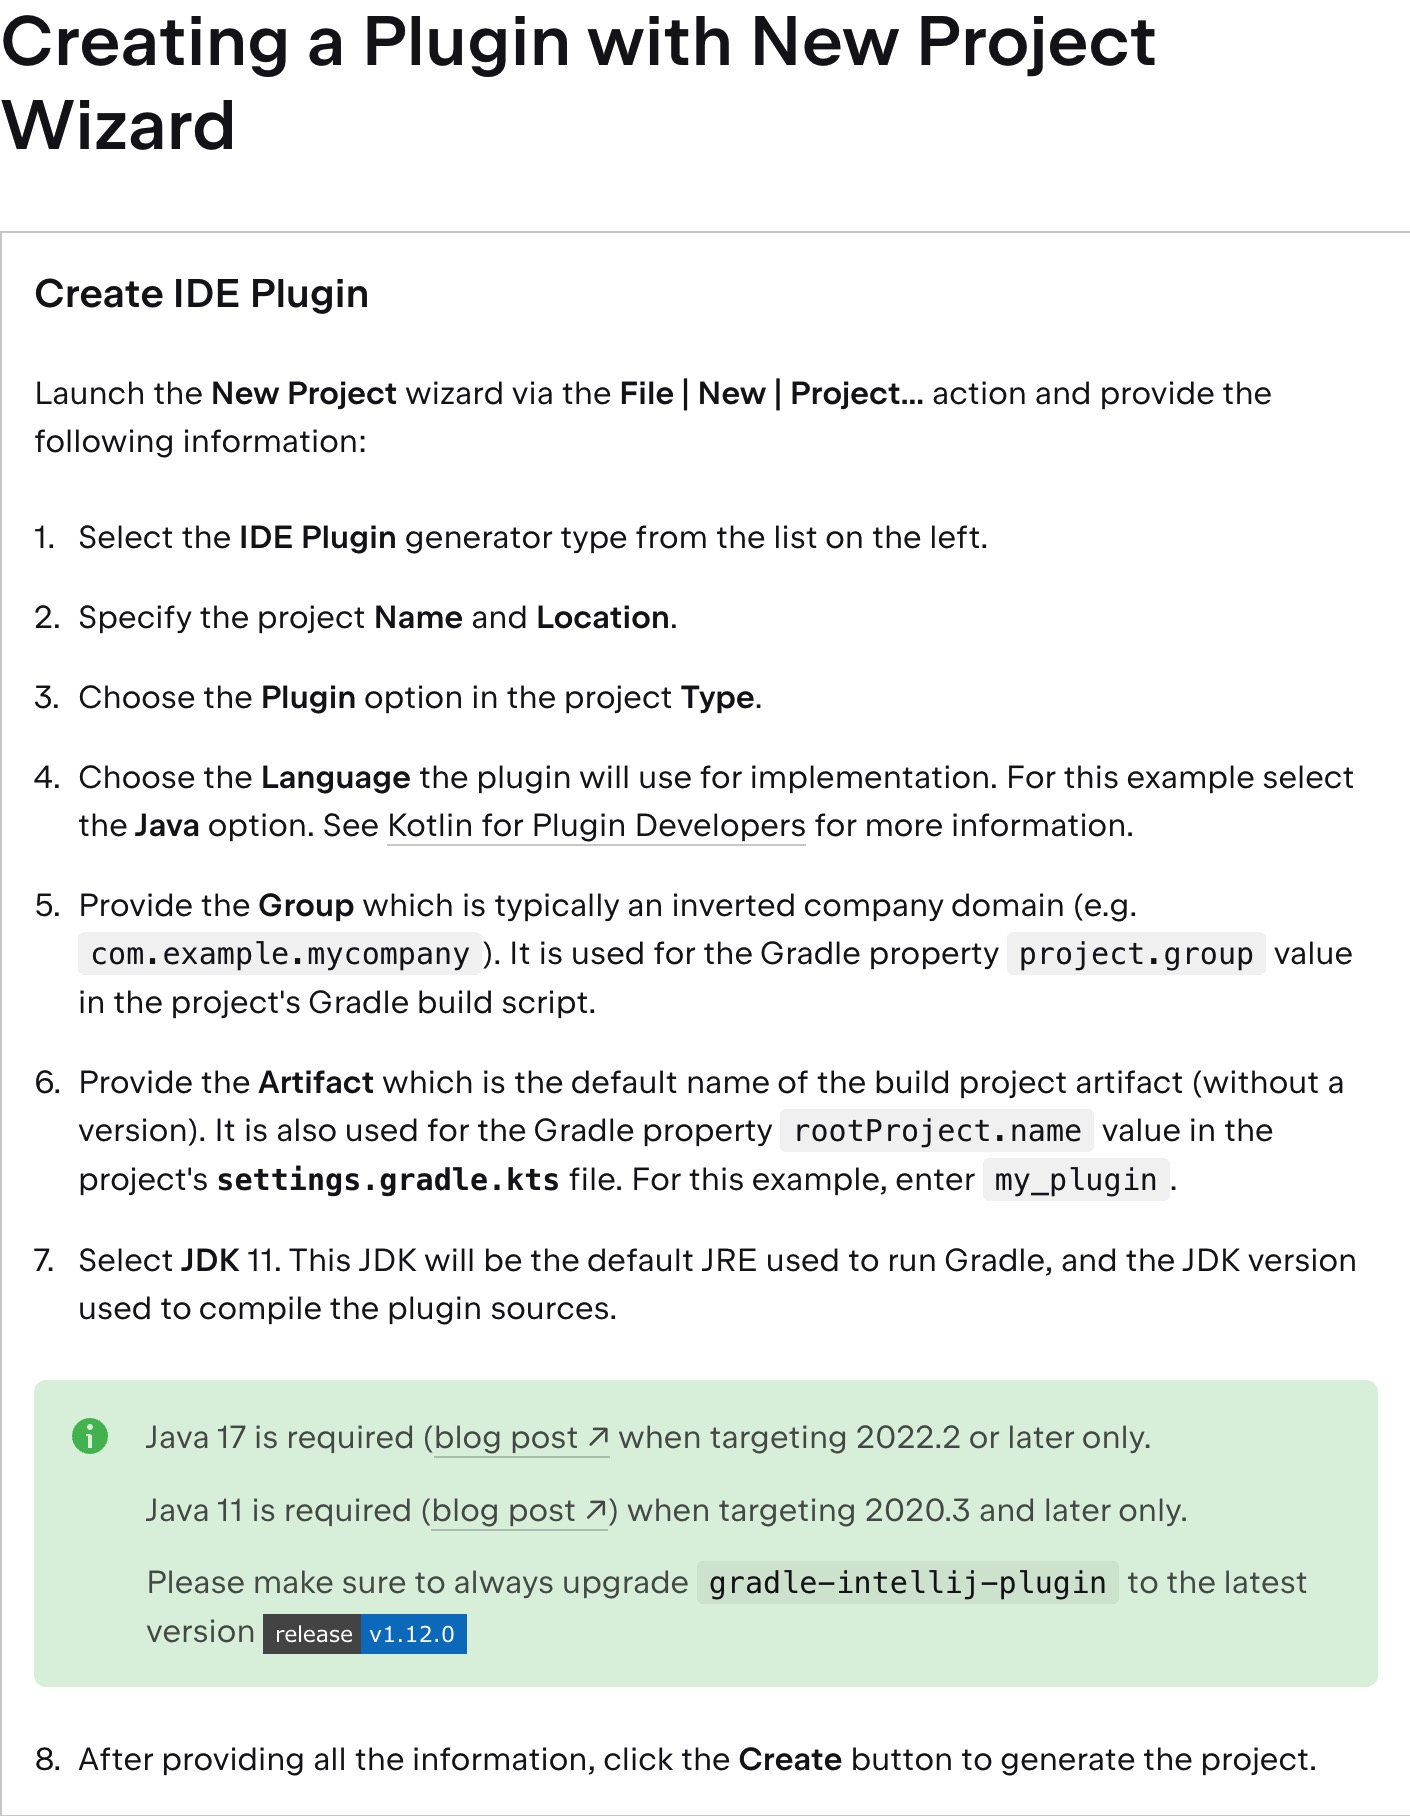 Creating a Plugin with New Project
Wizard
Create IDE Plugin
Launch the New Project wizard via the File | New | Project... action and provide the
following information:
1. Select the IDE Plugin generator type from the list on the left.
2. Specify the project Name and Location.
3. Choose the Plugin option in the project Type.
4. Choose the Language the plugin will use for implementation. For this example select
the Java option. See Kotlin for Plugin Developers for more information.
5. Provide the Group which is typically an inverted company domain (e.g.
com.example.mycompany ). It is used for the Gradle property project.group value
in the project's Gradle build script.
6. Provide the Artifact which is the default name of the build project artifact (without a
version). It is also used for the Gradle property rootProject.name value in the
project's settings.gradle.kts file. For this example, enter my_plugin .
7. Select JDK 11. This JDK will be the default JRE used to run Gradle, and the JDK version
used to compile the plugin sources.
Java 17 is required (blog post ↗ when targeting 2022.2 or later only.
Java 11 is required (blog post ↗) when targeting 2020.3 and later only.
Please make sure to always upgrade gradle-intellij-plugin to the latest
version release v1.12.0
8. After providing all the information, click the Create button to generate the project.